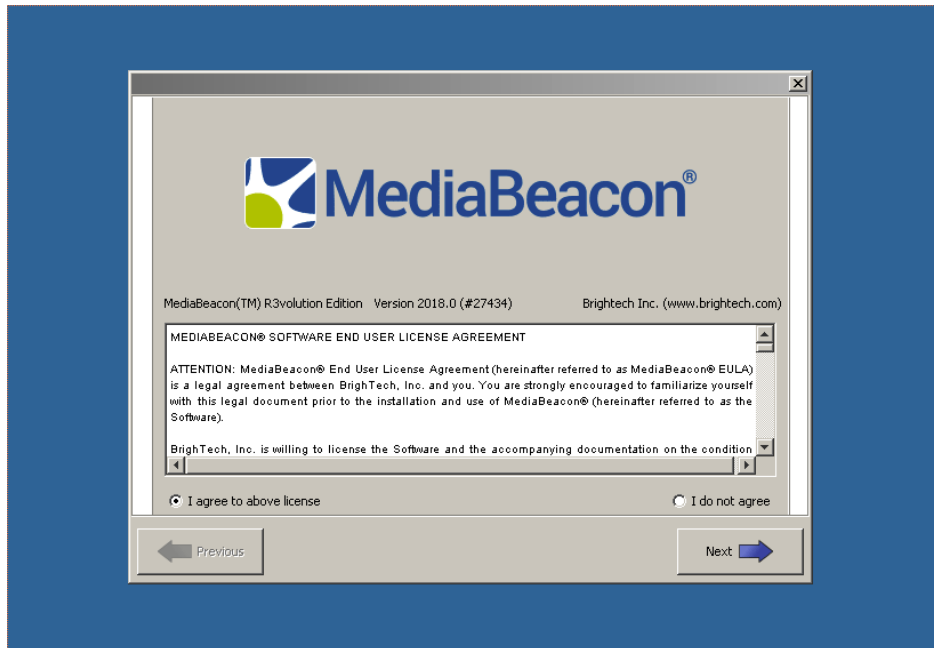 MediaBeacon®
MediaBeacon(TM) R3volution Edition Version 2018.0 (#27434) Brightech Inc. (www.brightech.com)
MEDIABEACON® SOFTWARE END USER LICENSE AGREEMENT
ATTENTION: MediaBeacon® End User License Agreement (hereinafter referred to as MediaBeacon® EULA)
is a legal agreement between BrighTech, Inc. and you. You are strongly encouraged to familiarize yourself
with this legal document prior to the installation and use of MediaBeacon® (hereinafter referred to as the
Software).
BrighTech, Inc. is willing to license the Software and the accompanying documentation on the condition
I agree to above license I do not agree
Previous Next